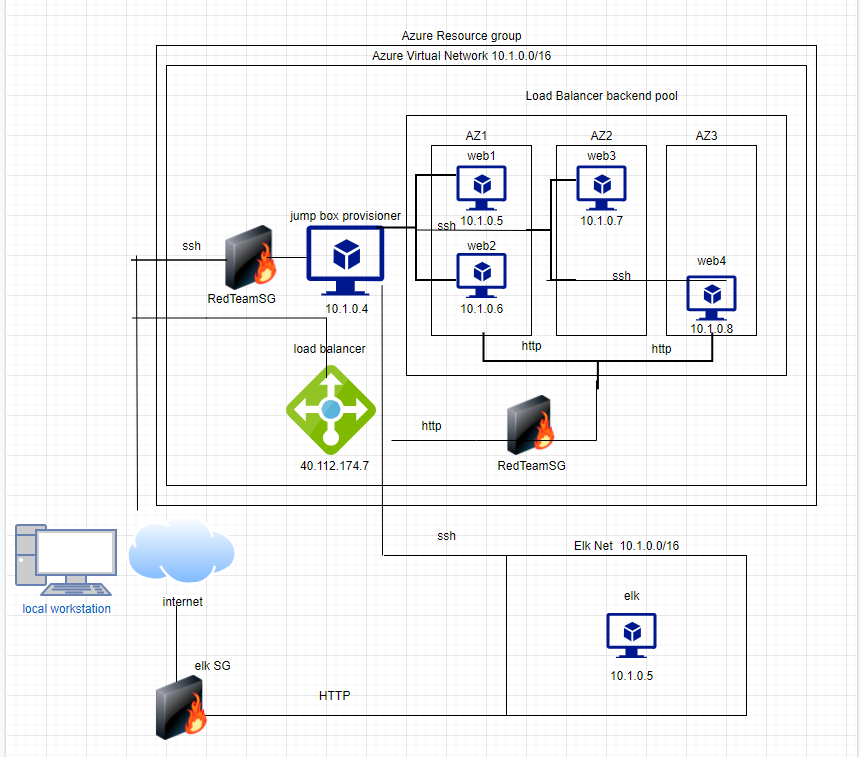 Azure Resource group
Azure Virtual Network 10.1.0.0/16
Load Balancer backend pool
AZ1
AZ2
AZ3
web1
web3
10.1.0.5
10.1.0.7
jump box provisioner
ssh
ssh
web2
web4
ssh
RedTeamSG
10.1.0.4
10.1.0.6
10.1.0.8
load balancer
http
http
http
40.112.174.7
RedTeamSG
ssh
Elk Net 10.1.0.0/16
elk
internet
local workstation
elk SG
10.1.0.5
HTTP